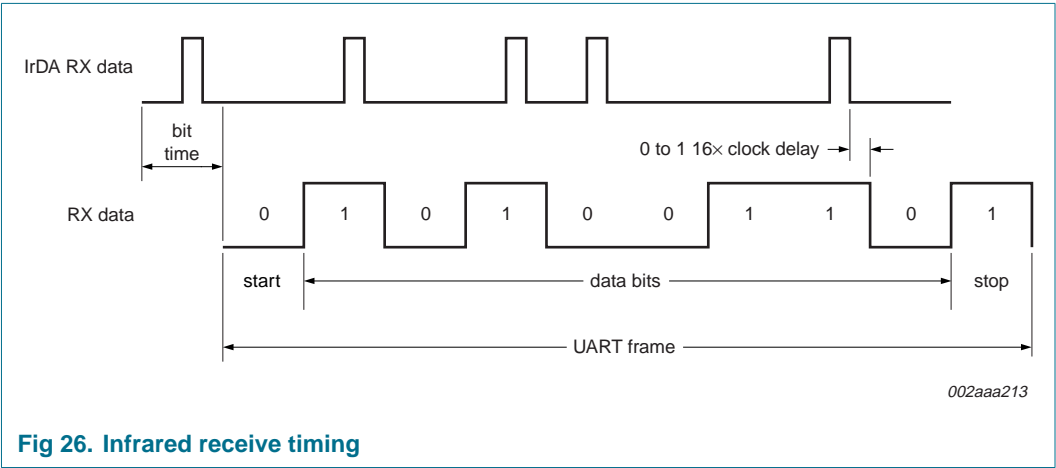 IrDA RX data
bit
time
0 to 1 16× clock delay
RX data
0 1 0 1 0 0 1 1 0 1
start
data bits
stop
UART frame
002aaa213
Fig 26. Infrared receive timing